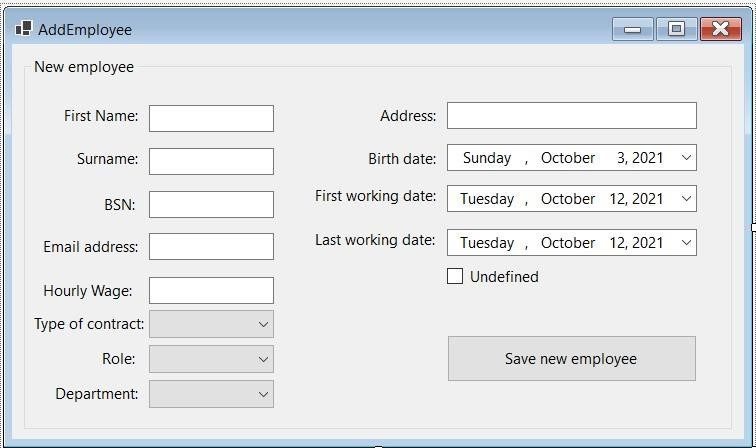 AddEmployee
New employee
First Name:
Surname:
BSN:
Email address:
Hourly Wage:
Type of contract:
Role:
Department:
Address:
Birth date: Sunday , October 3, 2021
First working date: Tuesday , October 12, 2021
Last working date: Tuesday , October 12, 2021
Undefined
Save new employee